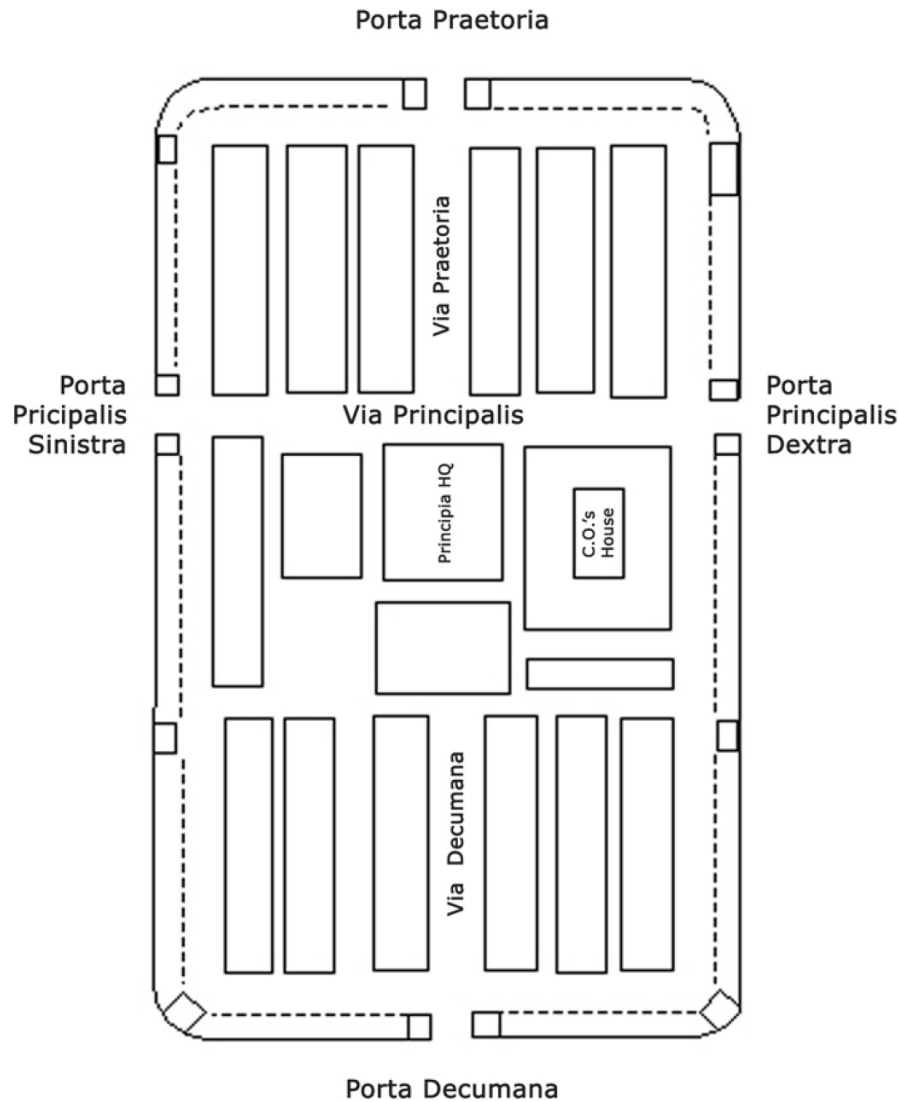 Porta Praetoria
Via Praetoria
Porta
Pricipalis
Sinistra
Via Principalis
Porta
Principalis
Dextra
Principia HQ
C.O.'s
House
Via Decumana
Porta Decumana